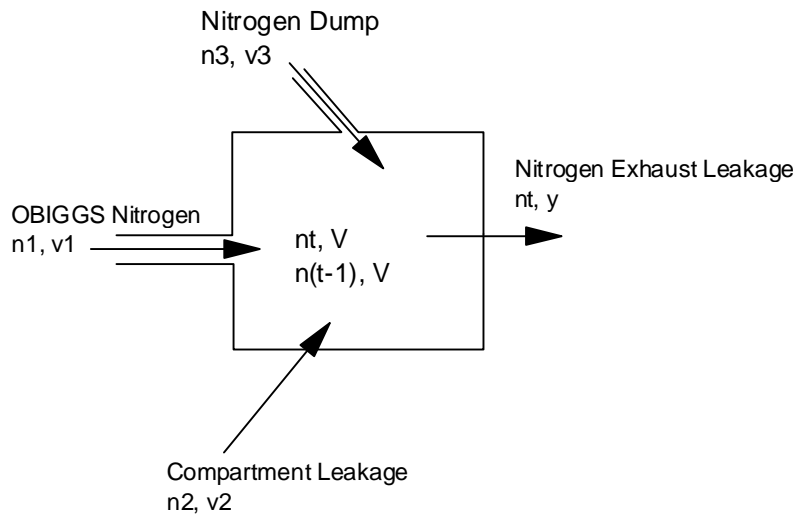 Nitrogen Dump
n3, v3
Nitrogen Exhaust Leakage
nt, y
OBIGGS Nitrogen
n1, v1
nt, V
n(t-1), V
Compartment Leakage
n2, v2